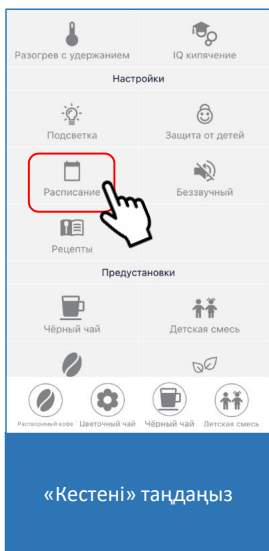 Разогрев с удержанием
IQ кипячение
Настройки
Подсветка
Защита от детей
Расписание
Беззвучный
Рецепты
Предустановки
Чёрный чай
Детская смесь
Растворимый кофе
Цветочный чай
Чёрный чай
Детская смесь
«Кестені» таңдаңыз